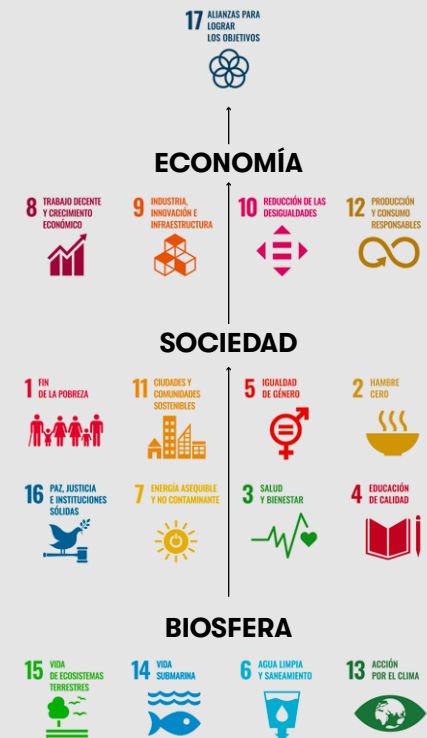 17 ALIANZAS PARA
LOGRAR
LOS OBJETIVOS
ECONOMÍA
8 TRABAJO DECENTE
Y CRECIMIENTO
ECONÓMICO
9 INDUSTRIA,
INNOVACIÓN E
INFRAESTRUCTURA
10 REDUCCIÓN DE LAS
DESIGUALDADES
12 PRODUCCIÓN
Y CONSUMO
RESPONSABLES
SOCIEDAD
1 FIN
DE LA POBREZA
11 CIUDADES Y
COMUNIDADES
SOSTENIBLES
5 IGUALDAD
DE GÉNERO
2 HAMBRE
CERO
16 PAZ, JUSTICIA
E INSTITUCIONES
SÓLIDAS
7 ENERGÍA ASEQUIBLE
Y NO CONTAMINANTE
3 SALUD
Y BIENESTAR
4 EDUCACIÓN
DE CALIDAD
BIOSFERA
15 VIDA
DE ECOSISTEMAS
TERRESTRES
14 VIDA
SUBMARINA
6 AGUA LIMPIA
Y SANEAMIENTO
13 ACCIÓN
POR EL CLIMA